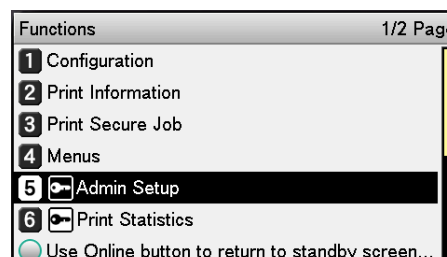 Functions 1/2 Page
1 Configuration
2 Print Information
3 Print Secure Job
4 Menus
5 Admin Setup
6 Print Statistics
Use Online button to return to standby screen...